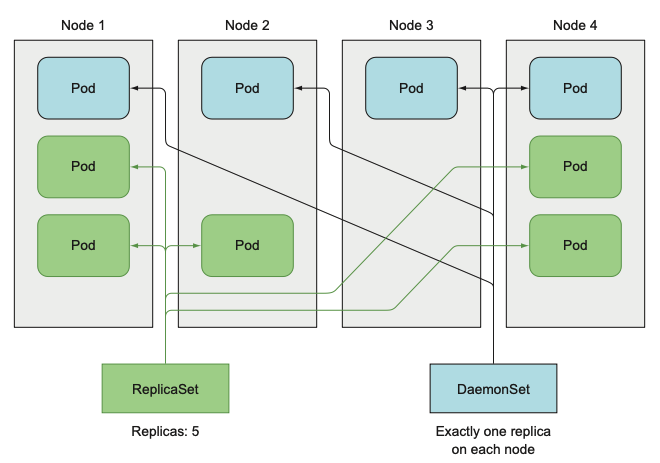 Node 1
Node 2
Node 3
Node 4
Pod
Pod
Pod
Pod
Pod
Pod
Pod
Pod
Pod
ReplicaSet
DaemonSet
Replicas: 5
Exactly one replica
on each node